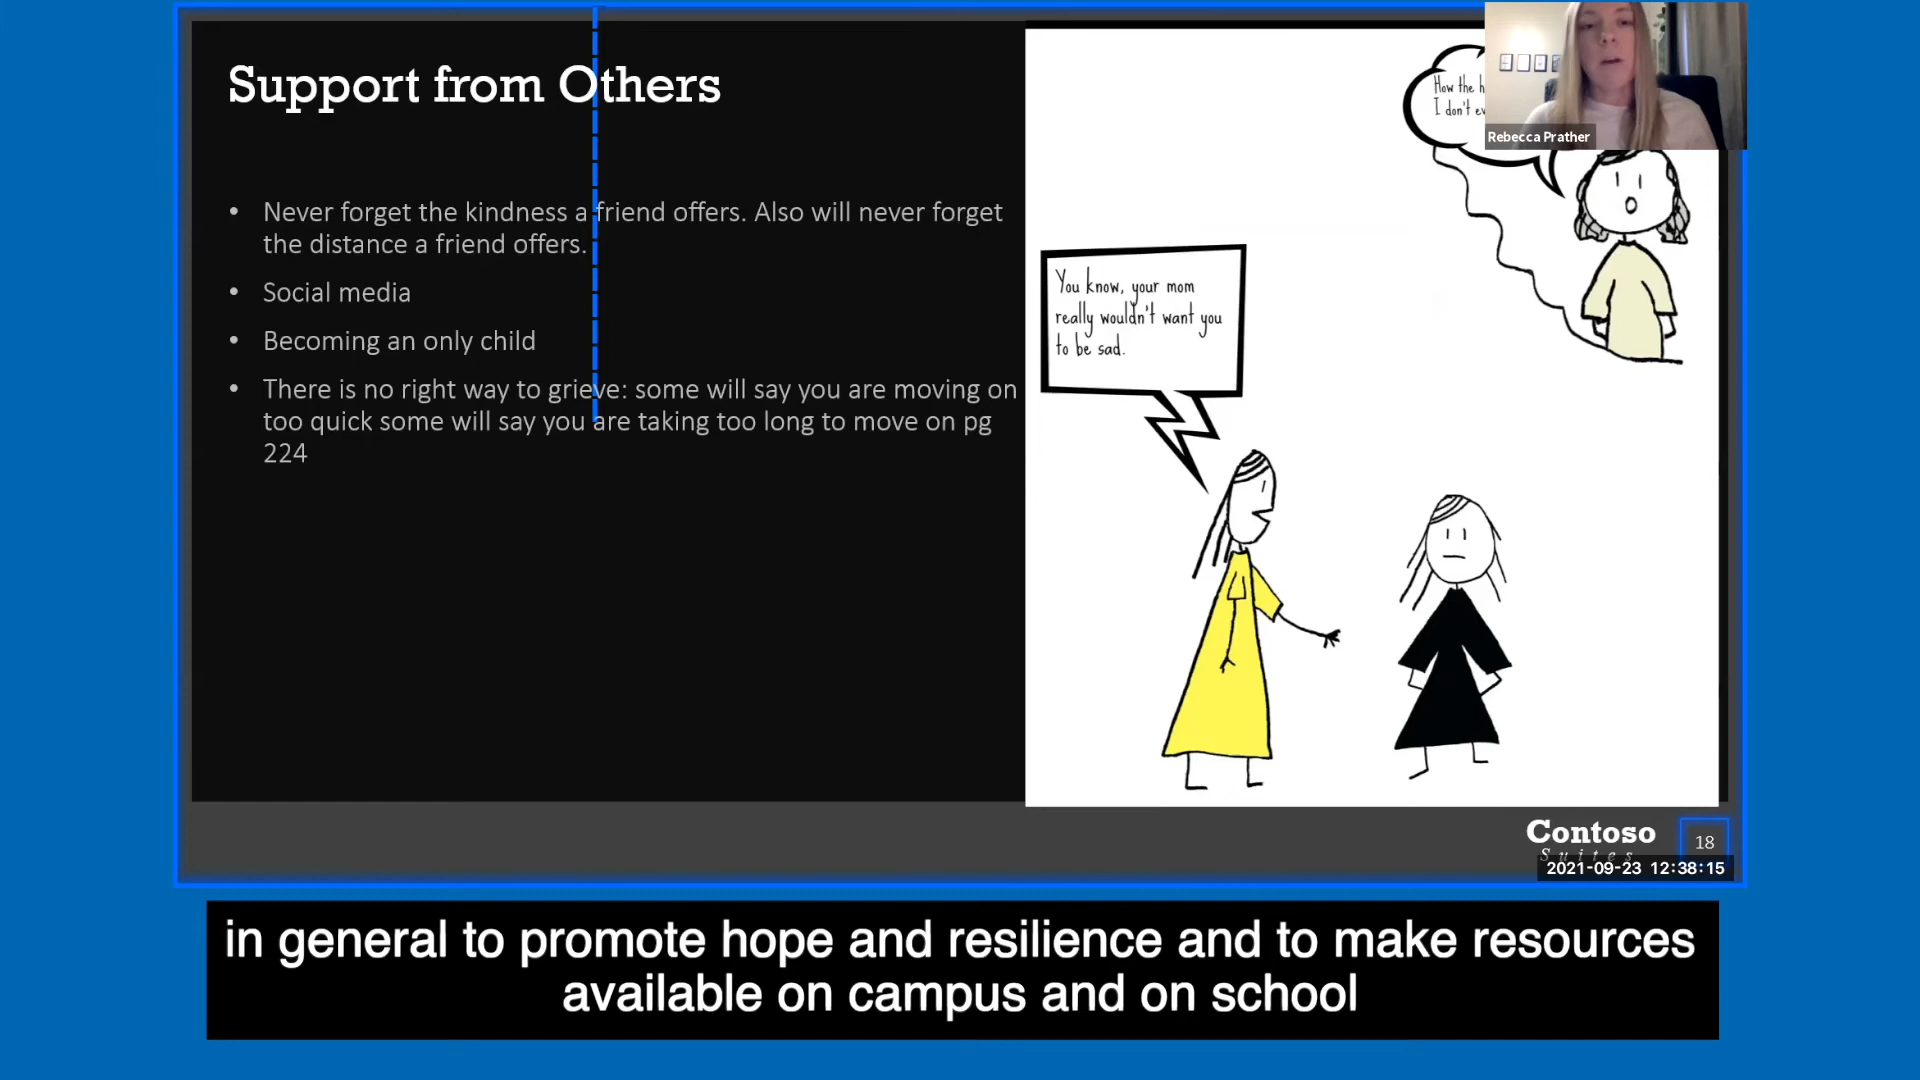 Support from Others
• Never forget the kindness a friend offers. Also will never forget
the distance a friend offers.
• Social media
• Becoming an only child
• There is no right way to grieve: some will say you are moving on
too quick some will say you are taking too long to move on pg
224
How the
I don't
Rebecca Prather
You know, your mom
really wouldn't want you
to be sad.
Contoso
Suites
18
2021-09-23 12:38:15
in general to promote hope and resilience and to make resources
available on campus and on school